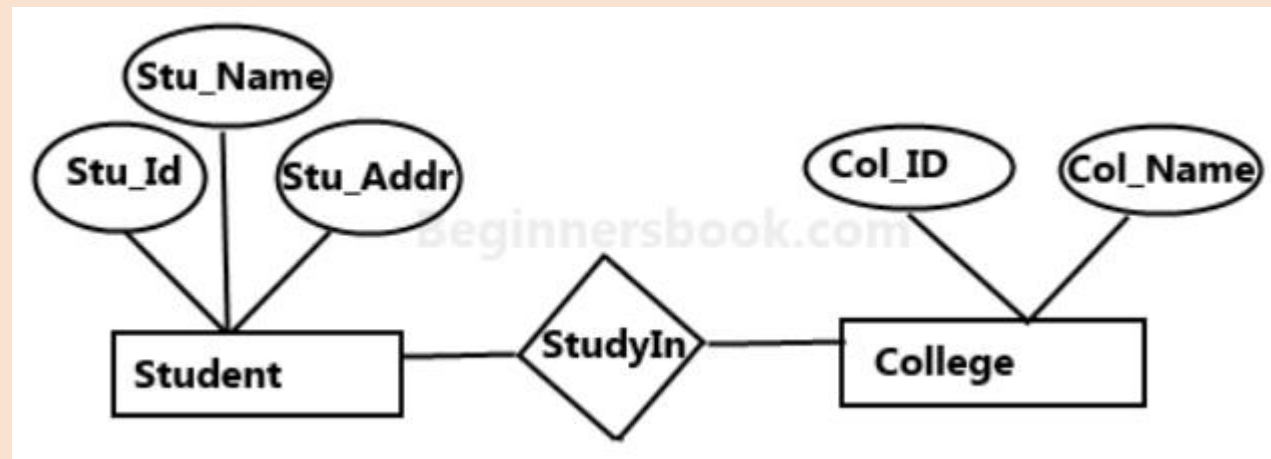 Stu_Name
Stu_Id
Stu_Addr
Col_ID
Col_Name
Beginnersbook.com
StudyIn
Student
College